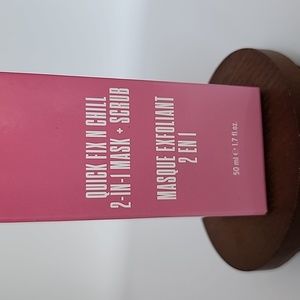 QUICK FIX N CHILL
2-IN-1 MASK + SCRUB
MASQUE EXFOLIANT
2 EN 1
50 ml ℮ 1.7 fl.oz.